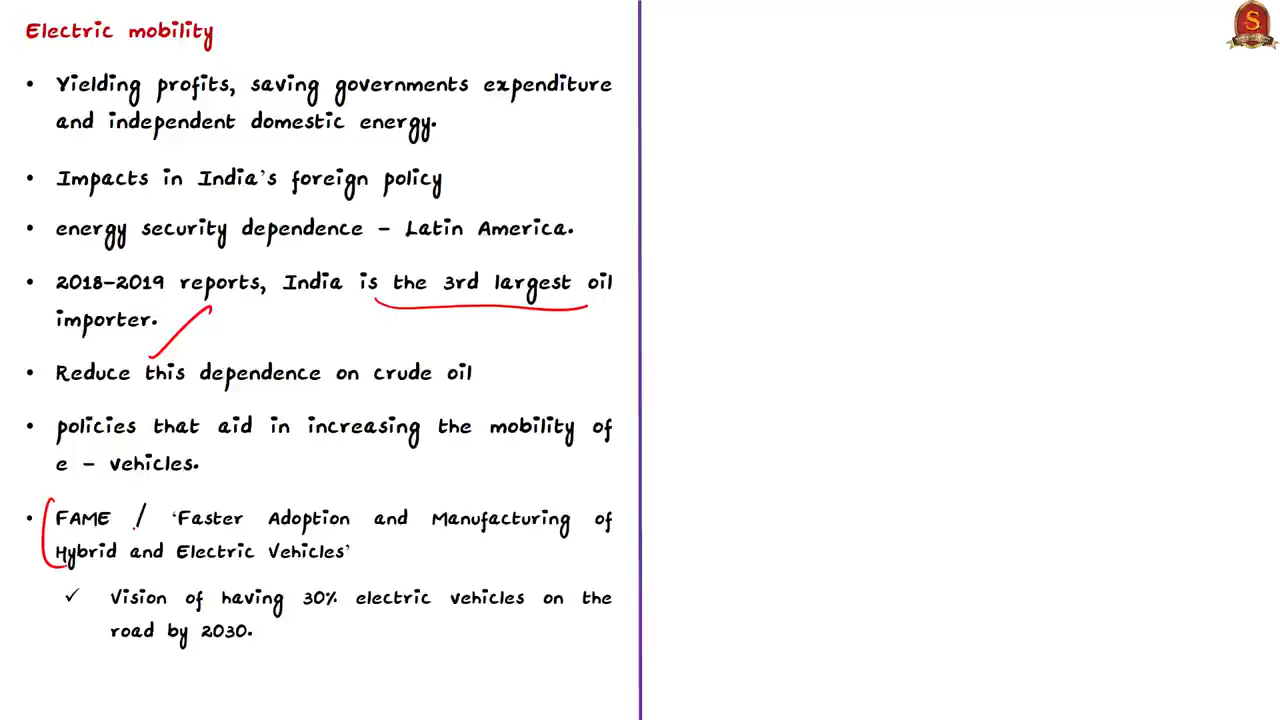 Electric mobility
• Yielding profits, saving governments expenditure
and independent domestic energy.
• Impacts in India's foreign policy
• energy security dependence – Latin America.
• 2018-2019 reports, India is the 3rd largest oil
importer.
• Reduce this dependence on crude oil
• policies that aid in increasing the mobility of
e – vehicles.
• FAME / 'Faster Adoption and Manufacturing of
Hybrid and Electric Vehicles'
✓ Vision of having 30% electric vehicles on the
road by 2030.
S